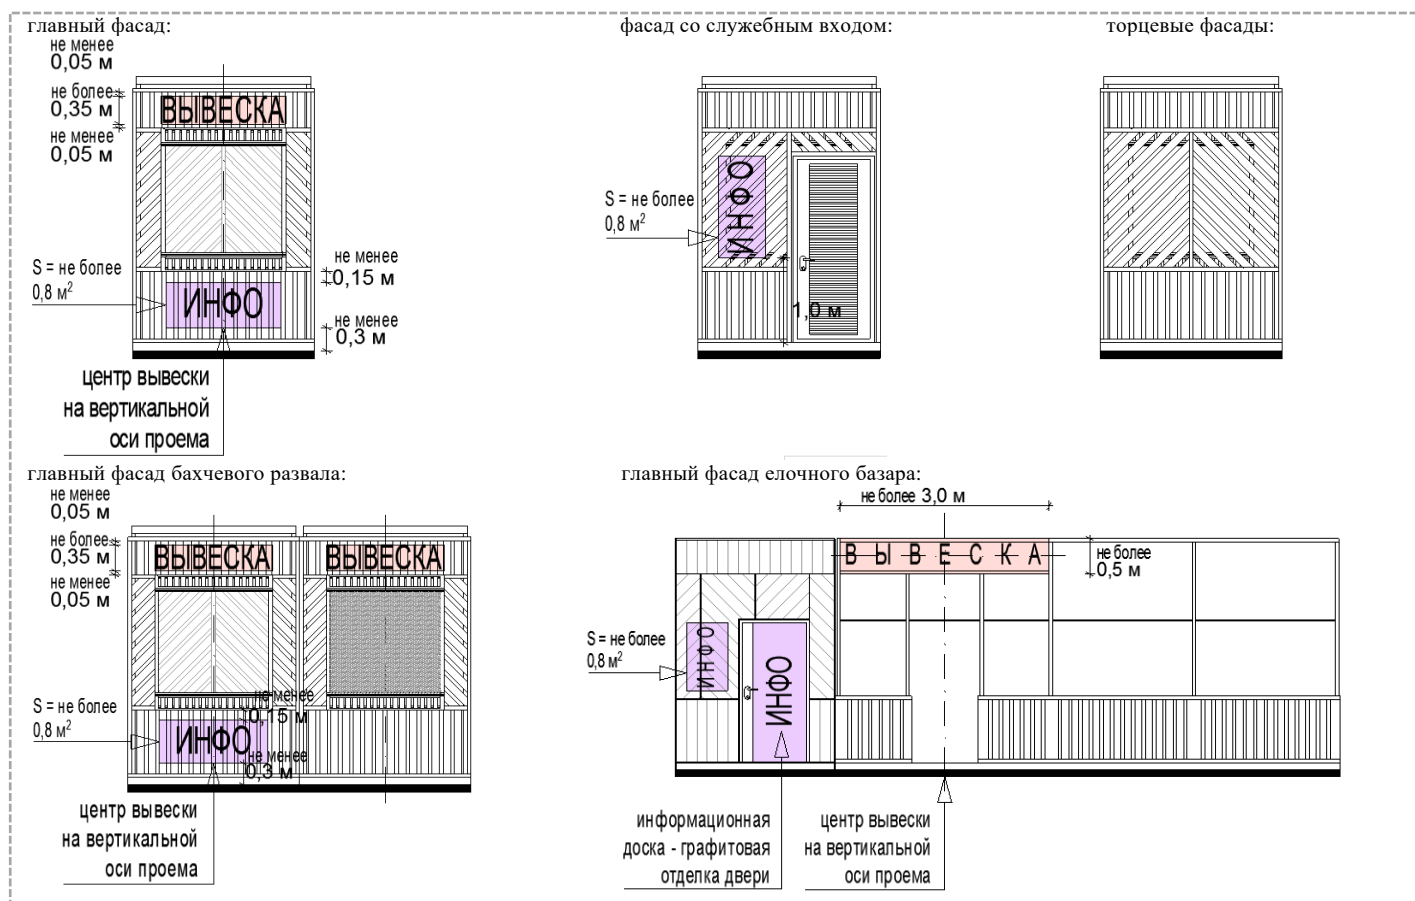 главный фасад:
не менее
0,05 м
не более
0,35 м
не менее
0,05 м
ВЫВЕСКА
S = не более
0,8 м²
ИНФО
не менее
0,15 м
не менее
0,3 м
центр вывески
на вертикальной
оси проема
фасад со служебным входом:
S = не более
0,8 м²
ИНФО
1,0 м
торцевые фасады:
главный фасад бахчевого развала:
не менее
0,05 м
не более
0,35 м
не менее
0,05 м
ВЫВЕСКА
ВЫВЕСКА
S = не более
0,8 м²
ИНФО
не менее
0,15 м
не менее
0,3 м
центр вывески
на вертикальной
оси проема
главный фасад елочного базара:
не более 3,0 м
ВЫВЕСКА
не более
0,5 м
S = не более
0,8 м²
ИНФО
ИНФО
информационная
доска - графитовая
отделка двери
центр вывески
на вертикальной
оси проема